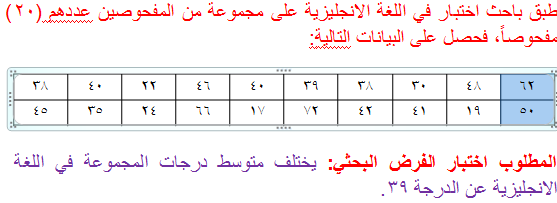 طبق باحث اختبار في اللغة الانجليزية على مجموعة من المفحوصين عددهم (٢٠)
مفحوصاً، فحصل على البيانات التالية:
٦٢ ٤٨ ٣٠ ٣٨ ٣٩ ٤٠ ٤٦ ٢٢ ٤٠ ٣٨
٥٠ ١٩ ٤١ ٤٢ ٧٢ ١٧ ٦٦ ٢٤ ٣٥ ٤٥
المطلوب اختبار الفرض البحثي: يختلف متوسط درجات المجموعة في اللغة
الانجليزية عن الدرجة ٣٩.